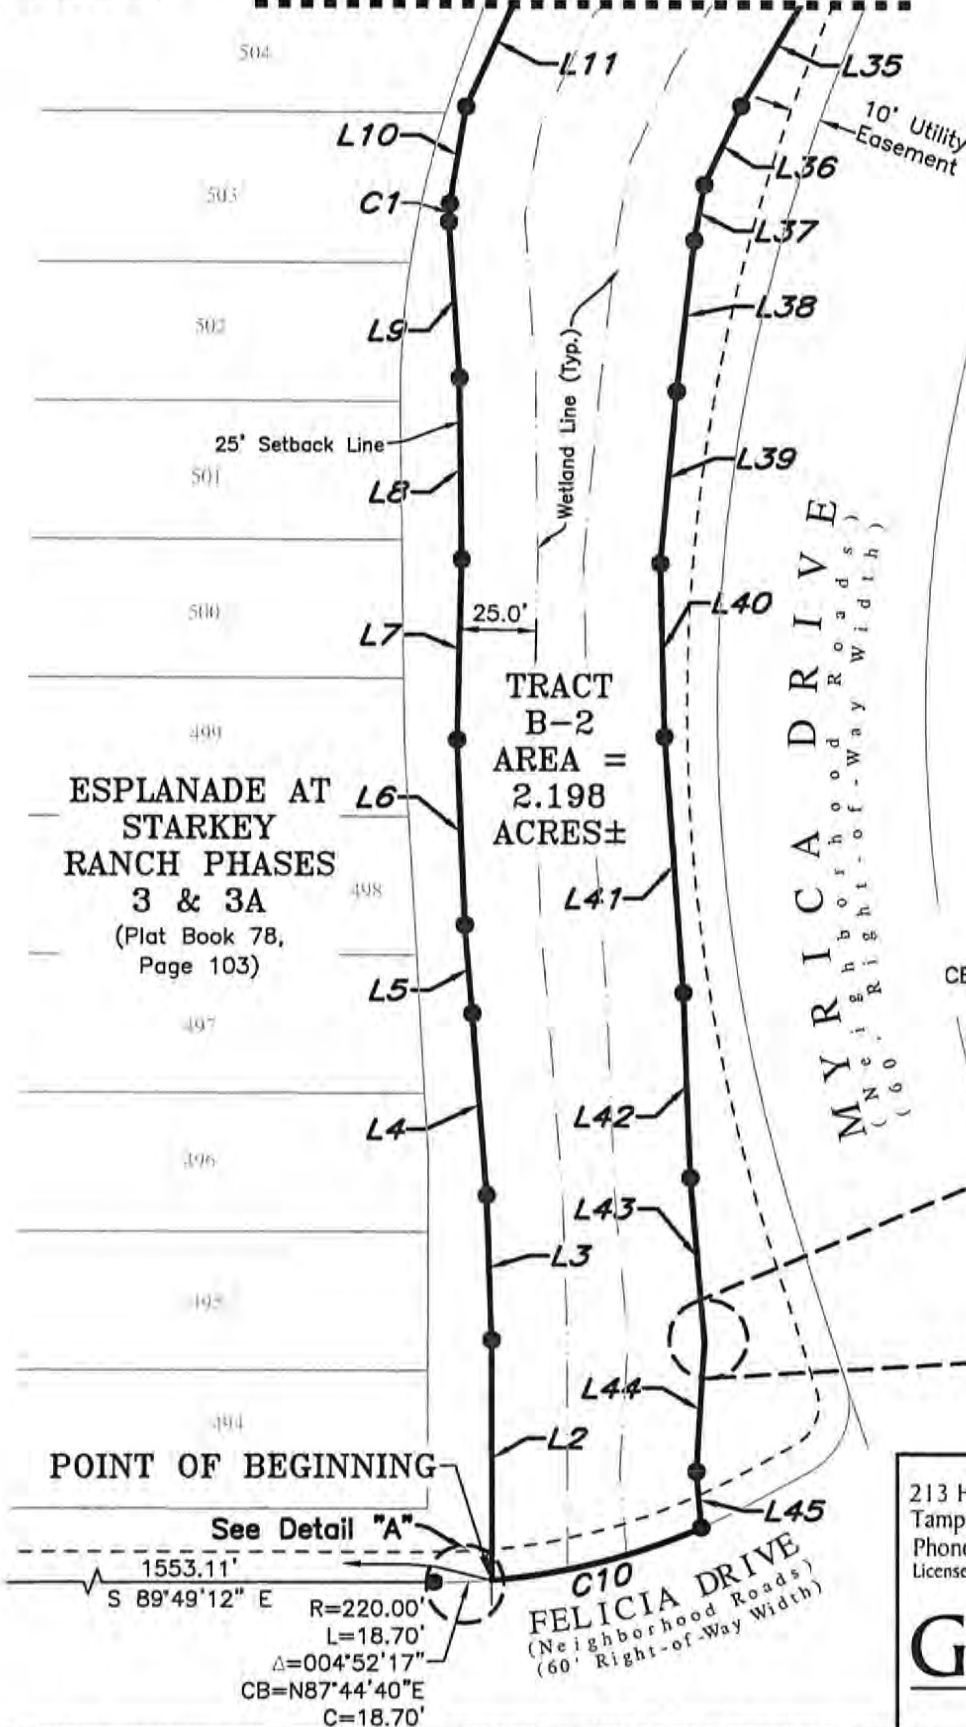 504
L11
L35
10' Utility
Easement
L10
L36
503
C1
L37
L38
502
L9
Wetland Line (Typ.)
25' Setback Line
L39
501
L8
MYRICA DRIVE
(Neighborhood Roads)
(60' Right-of-Way Width)
500
25.0'
L40
L7
TRACT
B-2
AREA =
2.198
ACRES±
499
ESPLANADE AT
STARKEY
RANCH PHASES
3 & 3A
(Plat Book 78,
Page 103)
L6
498
L41
L5
497
L42
L4
496
L43
L3
495
L44
494
L2
POINT OF BEGINNING
See Detail "A"
L45
1553.11'
S 89°49'12" E
R=220.00'
L=18.70'
Δ=004°52'17"
CB=N87°44'40"E
C=18.70'
C10
FELICIA DRIVE
(Neighborhood Roads)
(60' Right-of-Way Width)
213 H
Tamp
Phon
License
G